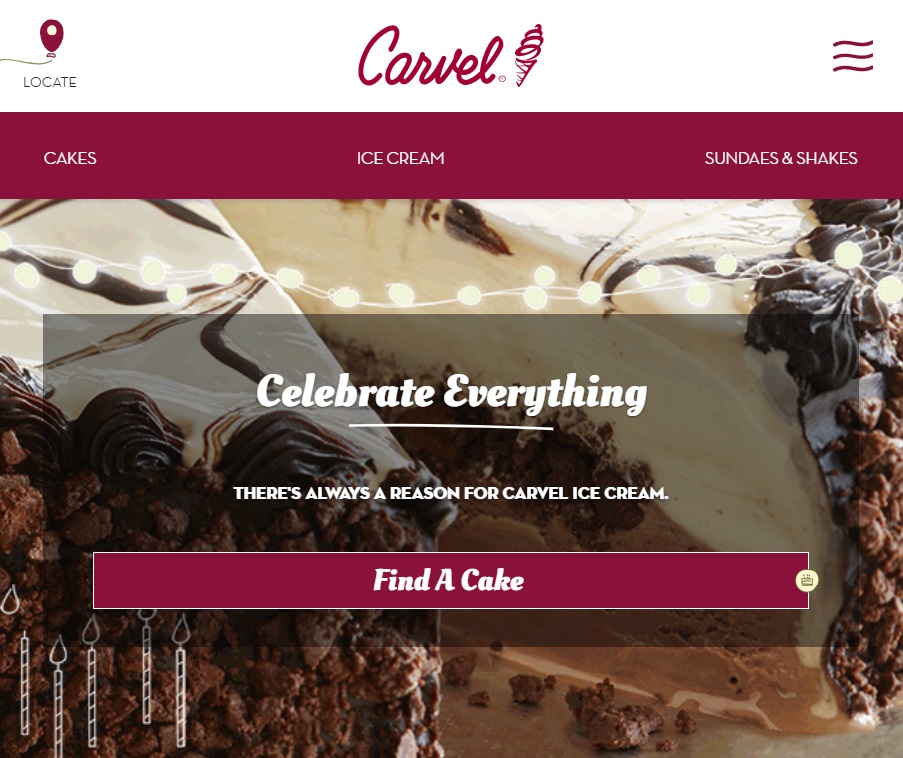 LOCATE
Carvel
CAKES
ICE CREAM
SUNDAES & SHAKES
Celebrate Everything
THERE'S ALWAYS A REASON FOR CARVEL ICE CREAM.
Find A Cake